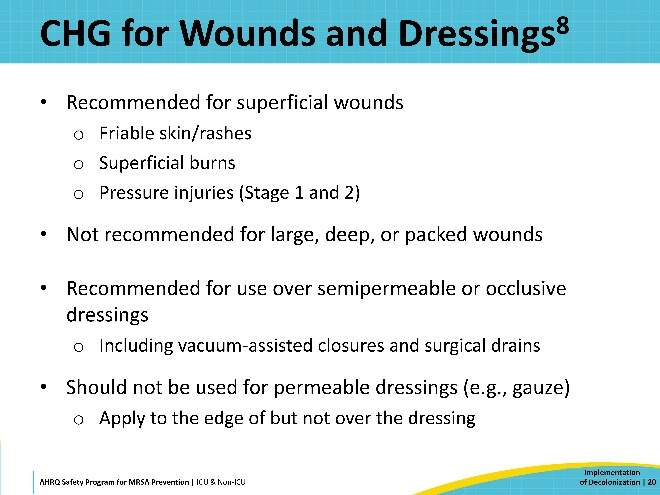 CHG for Wounds and Dressings8
• Recommended for superficial wounds
o Friable skin/rashes
o Superficial burns
o Pressure injuries (Stage 1 and 2)
• Not recommended for large, deep, or packed wounds
• Recommended for use over semipermeable or occlusive
dressings
o Including vacuum-assisted closures and surgical drains
• Should not be used for permeable dressings (e.g., gauze)
o Apply to the edge of but not over the dressing
AHRQ Safety Program for MRSA Prevention | ICU & Non-ICU
Implementation
of Decolonization | 20